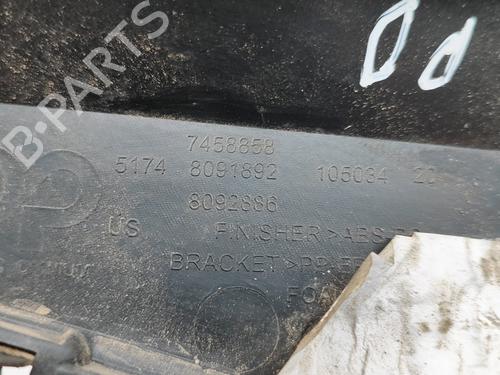 B-PARTS
7458858
5174 8091892 105034 20
8092886
US FINISHER >ABS
BRACKET >PP